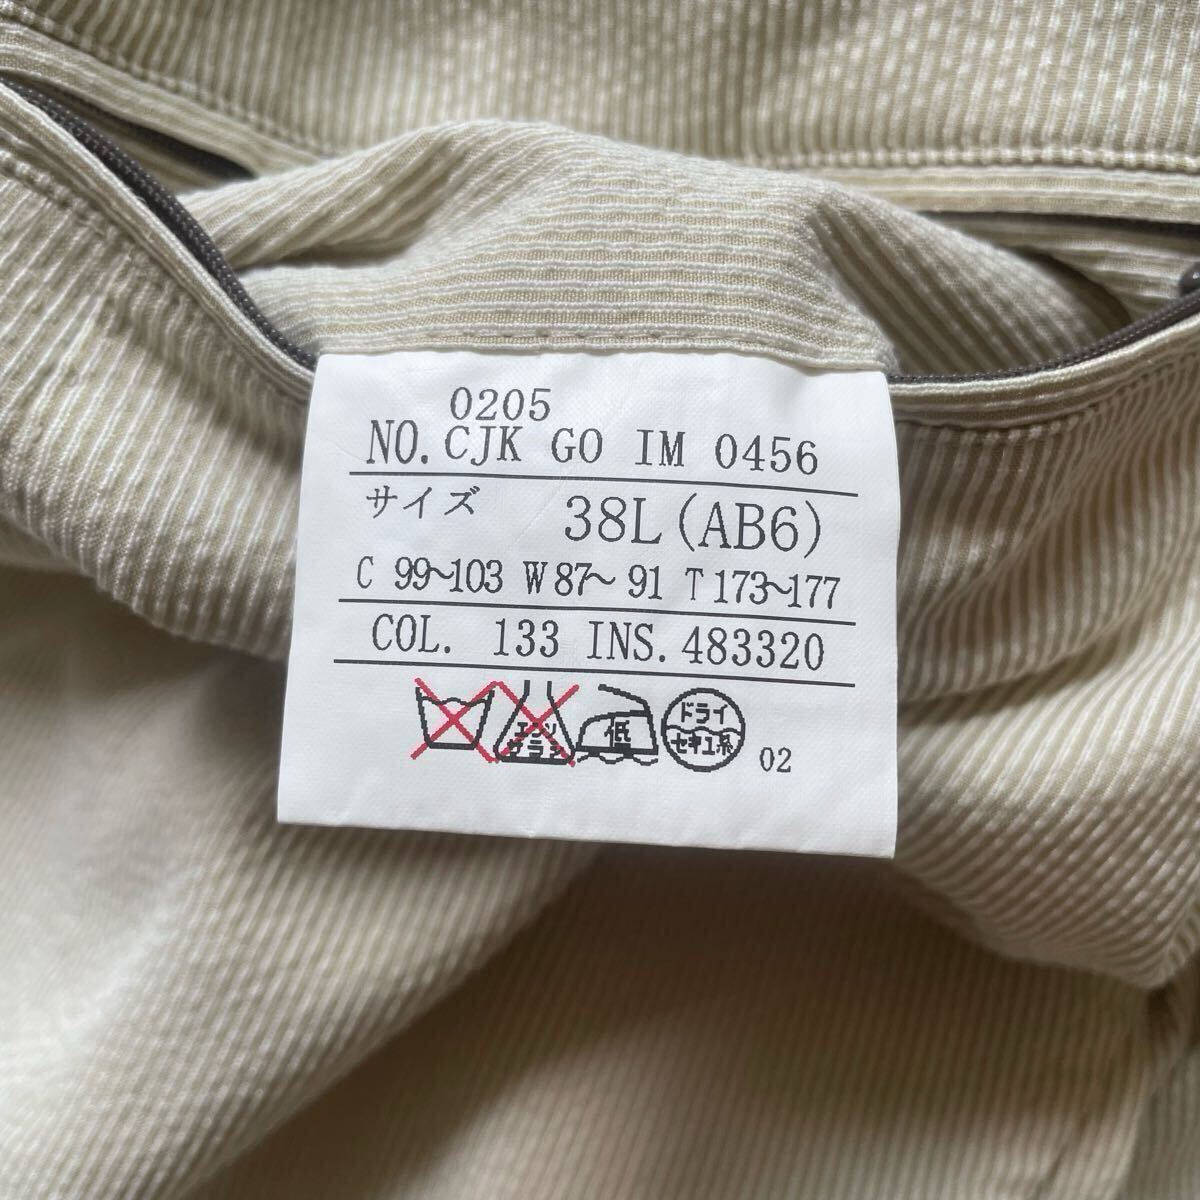 0205
NO. CJK GO IM 0456
サイズ 38L(AB6)
C 99~103 W 87~ 91 T 173~177
COL. 133 INS. 483320
エンソ
サラシ
低
ドライ
セキユ系
02